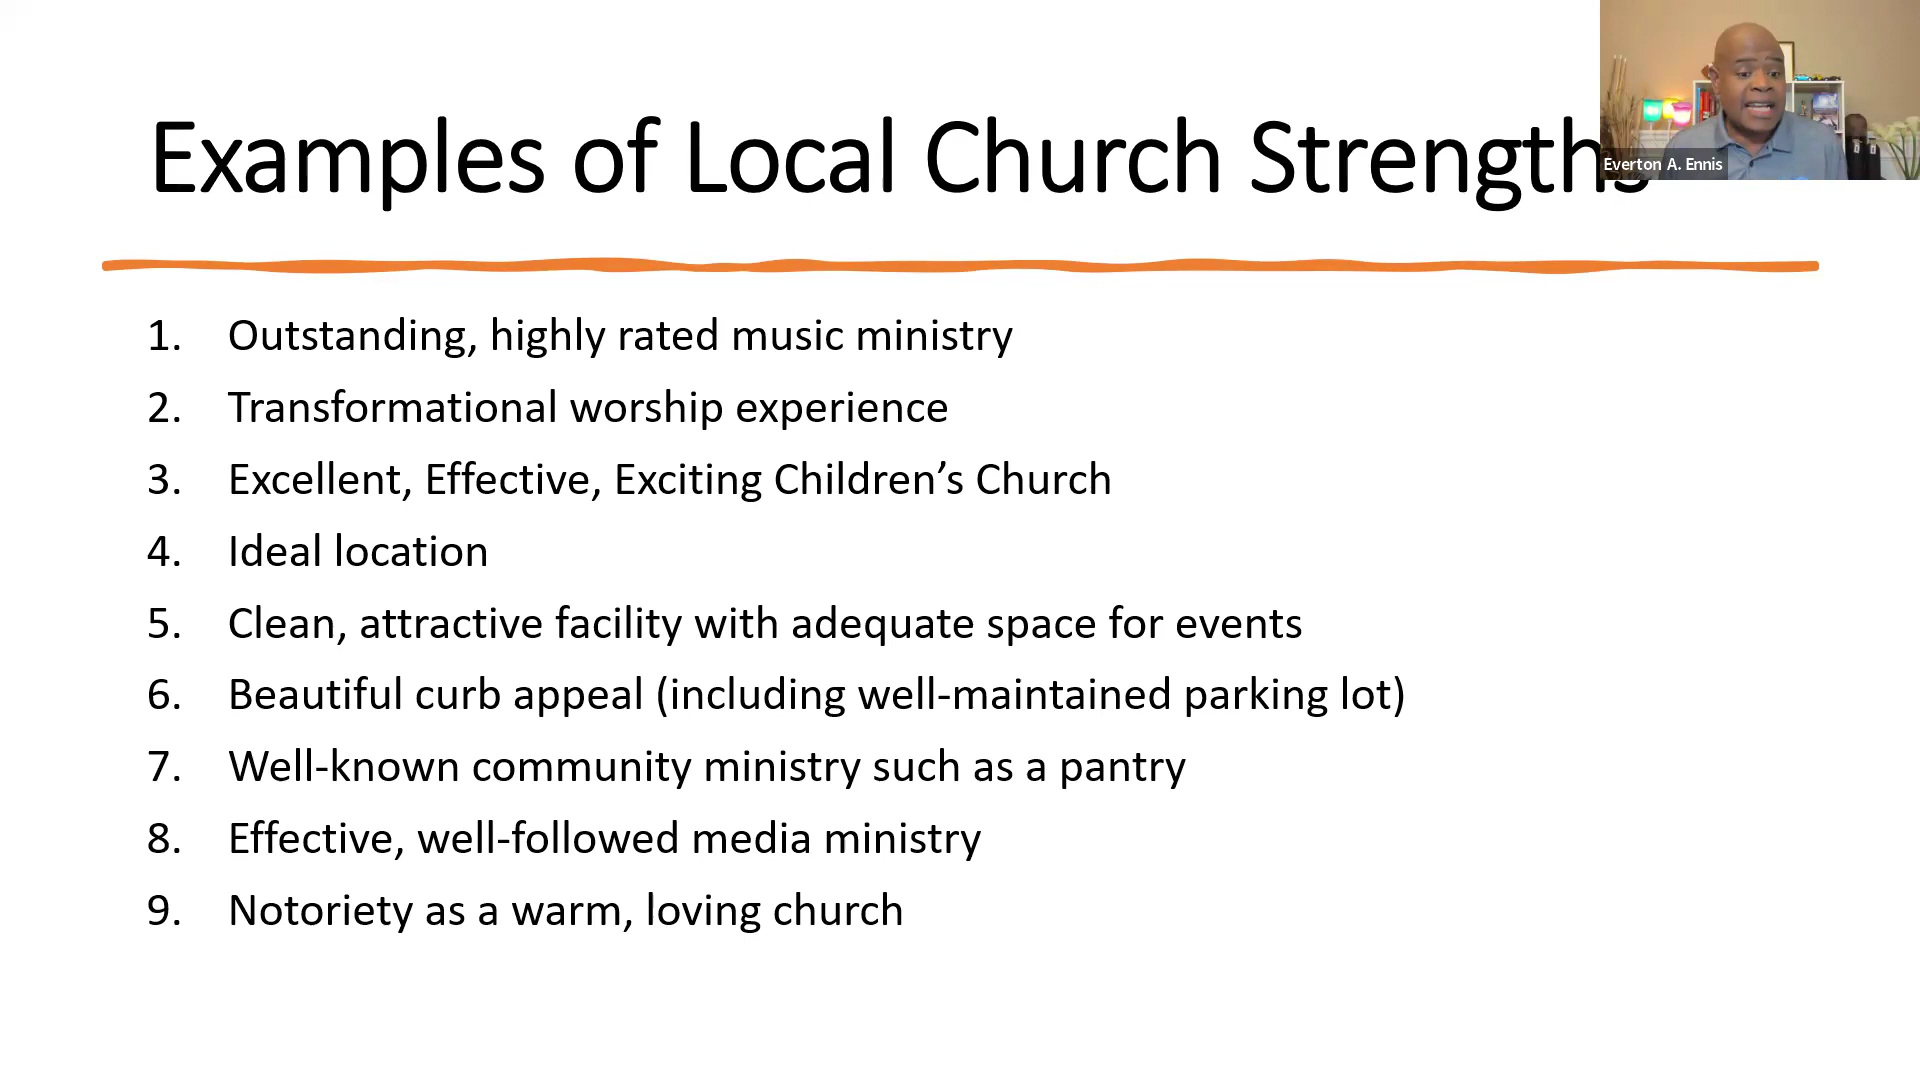 Examples of Local Church Strengths
Everton A. Ennis
1. Outstanding, highly rated music ministry
2. Transformational worship experience
3. Excellent, Effective, Exciting Children’s Church
4. Ideal location
5. Clean, attractive facility with adequate space for events
6. Beautiful curb appeal (including well-maintained parking lot)
7. Well-known community ministry such as a pantry
8. Effective, well-followed media ministry
9. Notoriety as a warm, loving church